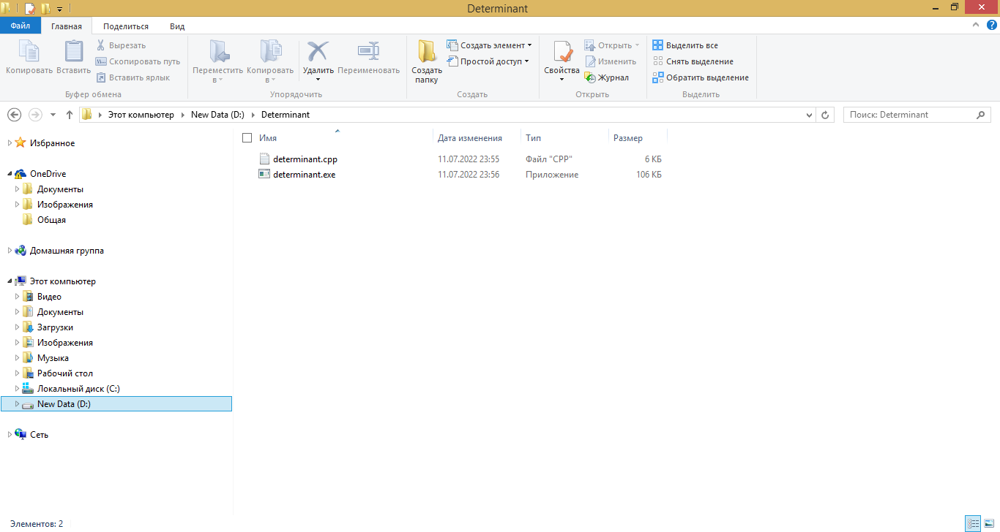 Determinant
Файл Главная Поделиться Вид
Копировать Вставить Вырезать Скопировать путь Вставить ярлык
Буфер обмена
Переместить в Копировать в Удалить Переименовать
Упорядочить
Создать папку Создать элемент Простой доступ
Создать
Свойства Открыть Изменить Журнал
Открыть
Выделить все
Снять выделение
Обратить выделение
Выделить
Этот компьютер New Data (D:) Determinant
Поиск: Determinant
Избранное
OneDrive
Документы
Изображения
Общая
Домашняя группа
Этот компьютер
Видео
Документы
Загрузки
Изображения
Музыка
Рабочий стол
Локальный диск (C:)
New Data (D:)
Сеть
Имя Дата изменения Тип Размер
determinant.cpp 11.07.2022 23:55 Файл "CPP" 6 КБ
determinant.exe 11.07.2022 23:56 Приложение 106 КБ
Элементов: 2